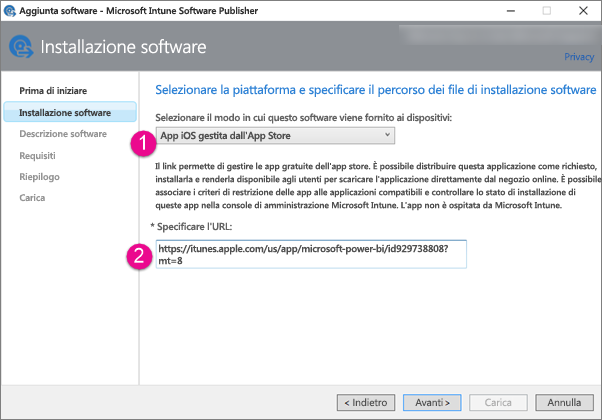 Aggiunta software - Microsoft Intune Software Publisher
Installazione software
Privacy
Prima di iniziare
Installazione software
Descrizione software
Requisiti
Riepilogo
Carica
Selezionare la piattaforma e specificare il percorso dei file di installazione software
Selezionare il modo in cui questo software viene fornito ai dispositivi:
1
App iOS gestita dall'App Store
Il link permette di gestire le app gratuite dell'app store. È possibile distribuire questa applicazione come richiesto,
installarla e renderla disponibile agli utenti per scaricare l'applicazione direttamente dal negozio online. È possibile
associare i criteri di restrizione delle app alle applicazioni compatibili e controllare lo stato di installazione di
queste app nella console di amministrazione Microsoft Intune. L'app non è ospitata da Microsoft Intune.
* Specificare l'URL:
2
https://itunes.apple.com/us/app/microsoft-power-bi/id929738808?
mt=8
< Indietro
Avanti >
Carica
Annulla